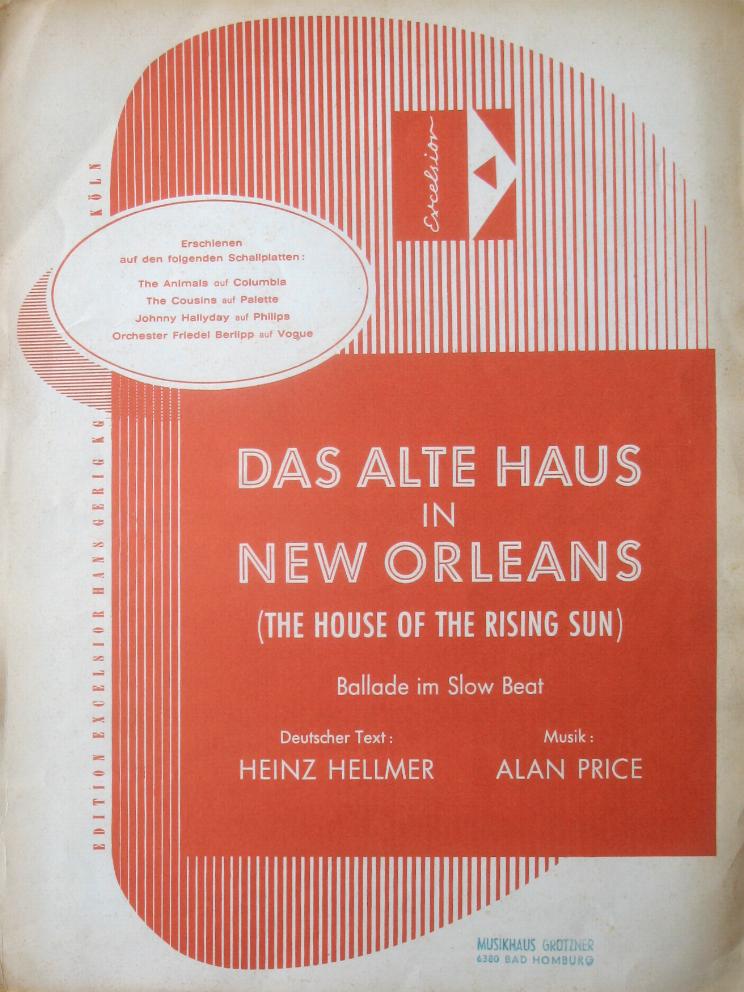 Excelsior
Erschienen
auf den folgenden Schallplatten:
The Animals auf Columbia
The Cousins auf Palette
Johnny Hallyday auf Philips
Orchester Friedel Berlipp auf Vogue
EDITION EXCELSIOR HANS GERIG KG KÖLN
DAS ALTE HAUS
IN
NEW ORLEANS
(THE HOUSE OF THE RISING SUN)
Ballade im Slow Beat
Deutscher Text:
HEINZ HELLMER
Musik:
ALAN PRICE
MUSIKHAUS GROTZNER
6380 BAD HOMBURG